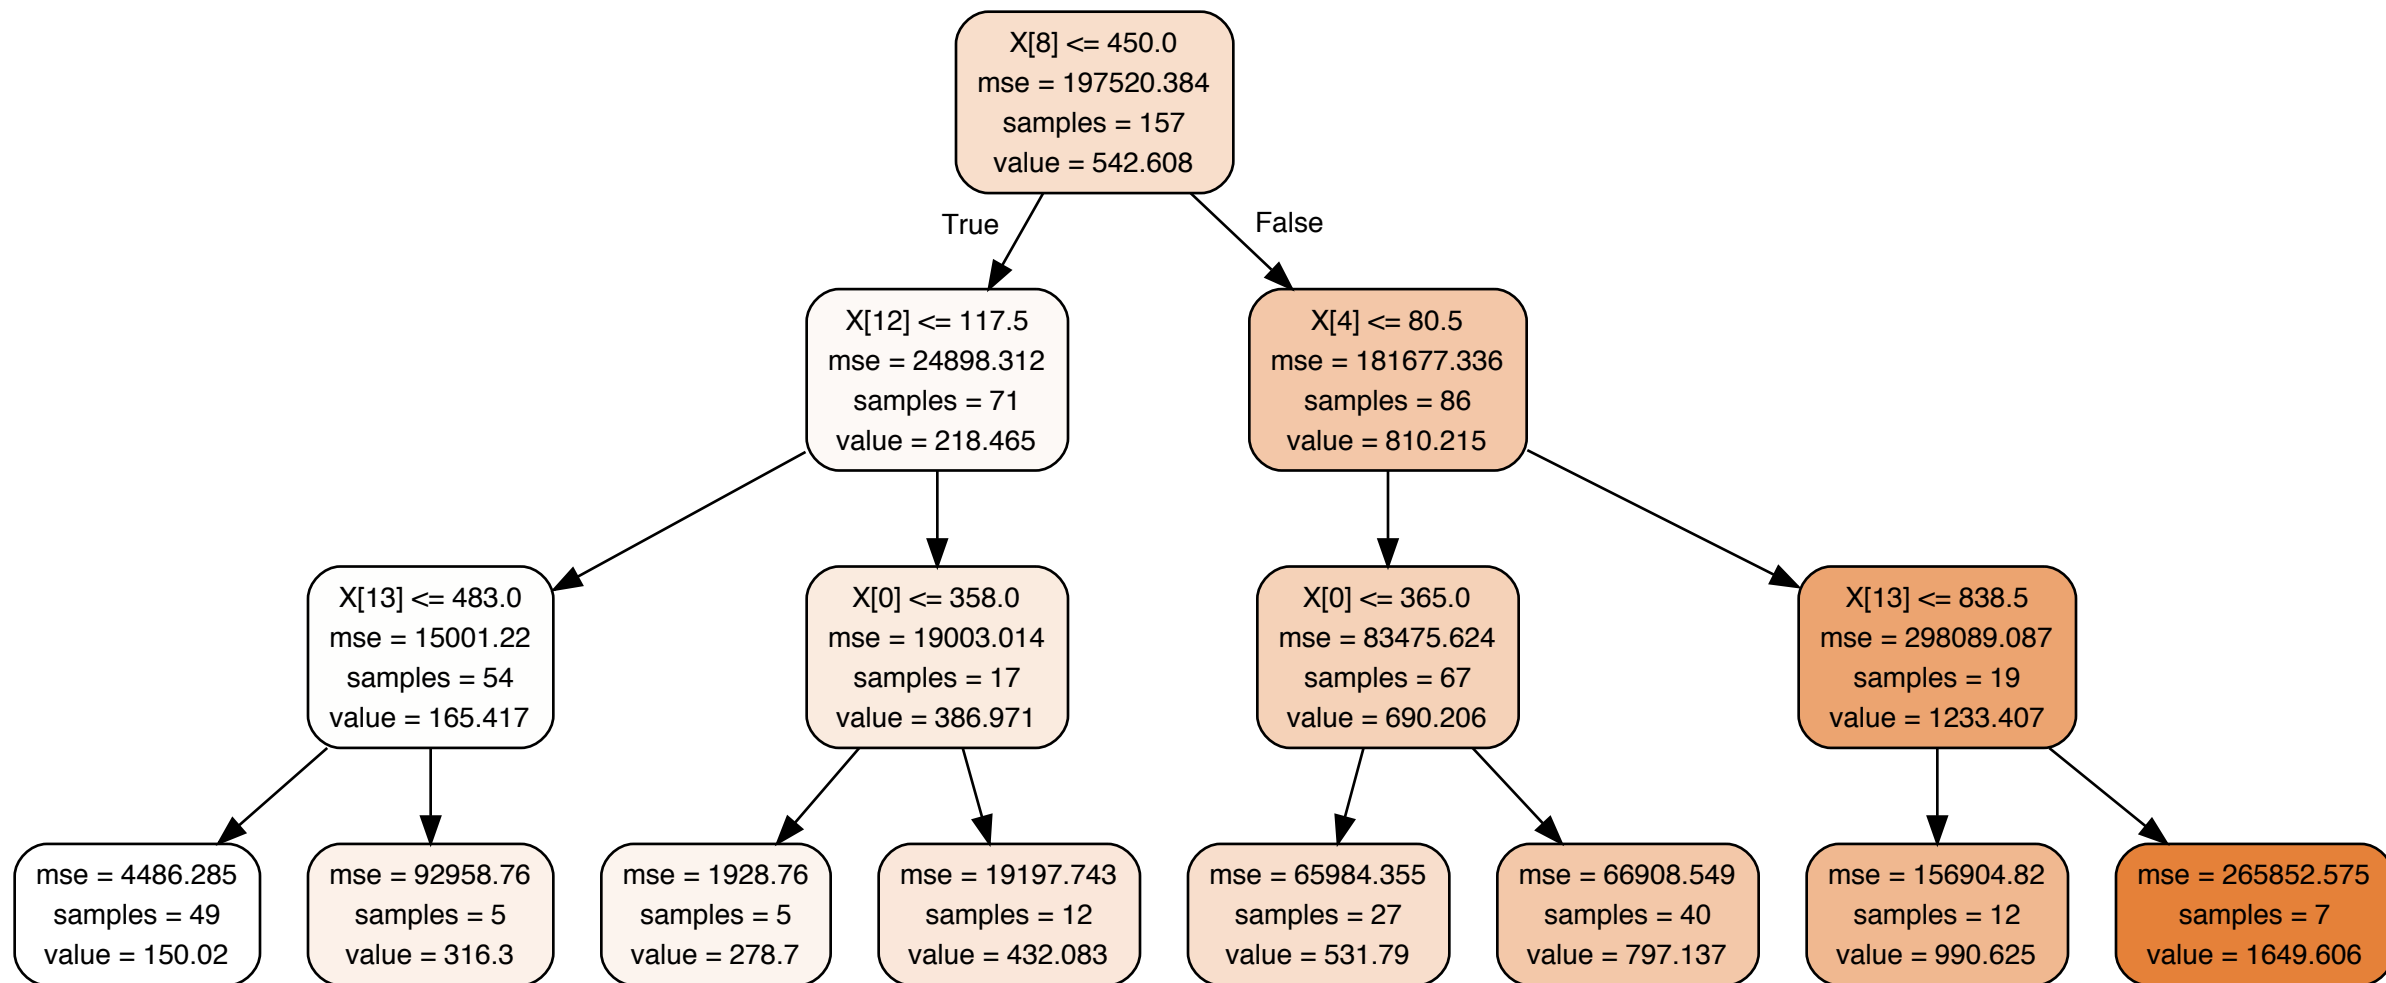 X[8] <= 450.0
mse = 197520.384
samples = 157
value = 542.608
True
False
X[12] <= 117.5
mse = 24898.312
samples = 71
value = 218.465
X[4] <= 80.5
mse = 181677.336
samples = 86
value = 810.215
X[13] <= 483.0
mse = 15001.22
samples = 54
value = 165.417
X[0] <= 358.0
mse = 19003.014
samples = 17
value = 386.971
X[0] <= 365.0
mse = 83475.624
samples = 67
value = 690.206
X[13] <= 838.5
mse = 298089.087
samples = 19
value = 1233.407
mse = 4486.285
samples = 49
value = 150.02
mse = 92958.76
samples = 5
value = 316.3
mse = 1928.76
samples = 5
value = 278.7
mse = 19197.743
samples = 12
value = 432.083
mse = 65984.355
samples = 27
value = 531.79
mse = 66908.549
samples = 40
value = 797.137
mse = 156904.82
samples = 12
value = 990.625
mse = 265852.575
samples = 7
value = 1649.606